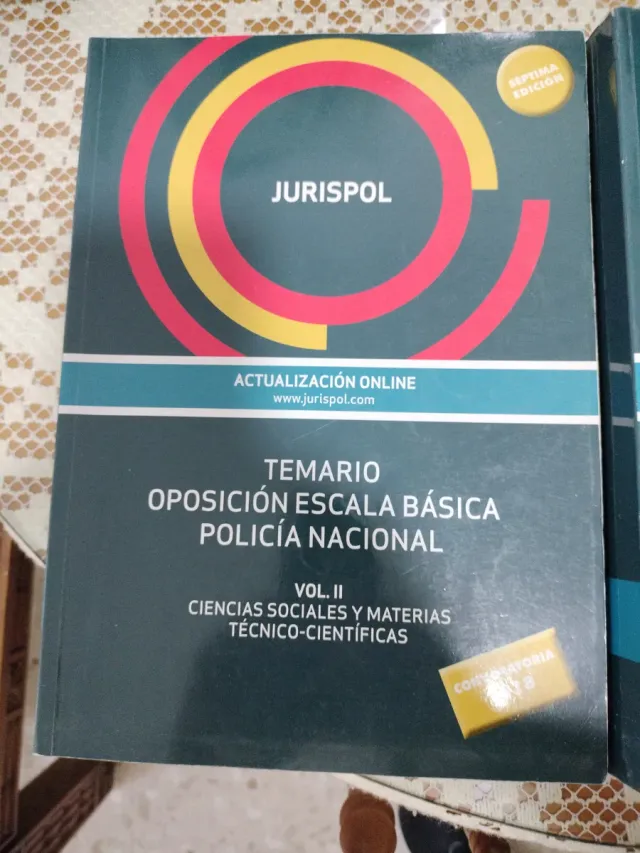 SEPTIMA
EDICIÓN
JURISPOL
ACTUALIZACIÓN ONLINE
www.jurispol.com
TEMARIO
OPOSICIÓN ESCALA BÁSICA
POLICÍA NACIONAL
VOL. II
CIENCIAS SOCIALES Y MATERIAS
TÉCNICO-CIENTÍFICAS
CONVOCATORIA